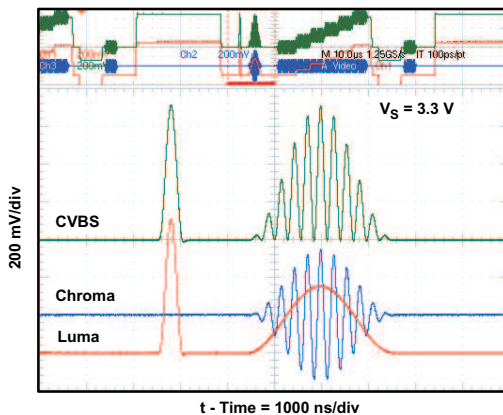 Ch2 200mV
M 10.0µs 1.25GS/s IT 100ps/pt
Ch3 200mV
A Video
VS = 3.3 V
CVBS
Chroma
Luma
200 mV/div
t - Time = 1000 ns/div